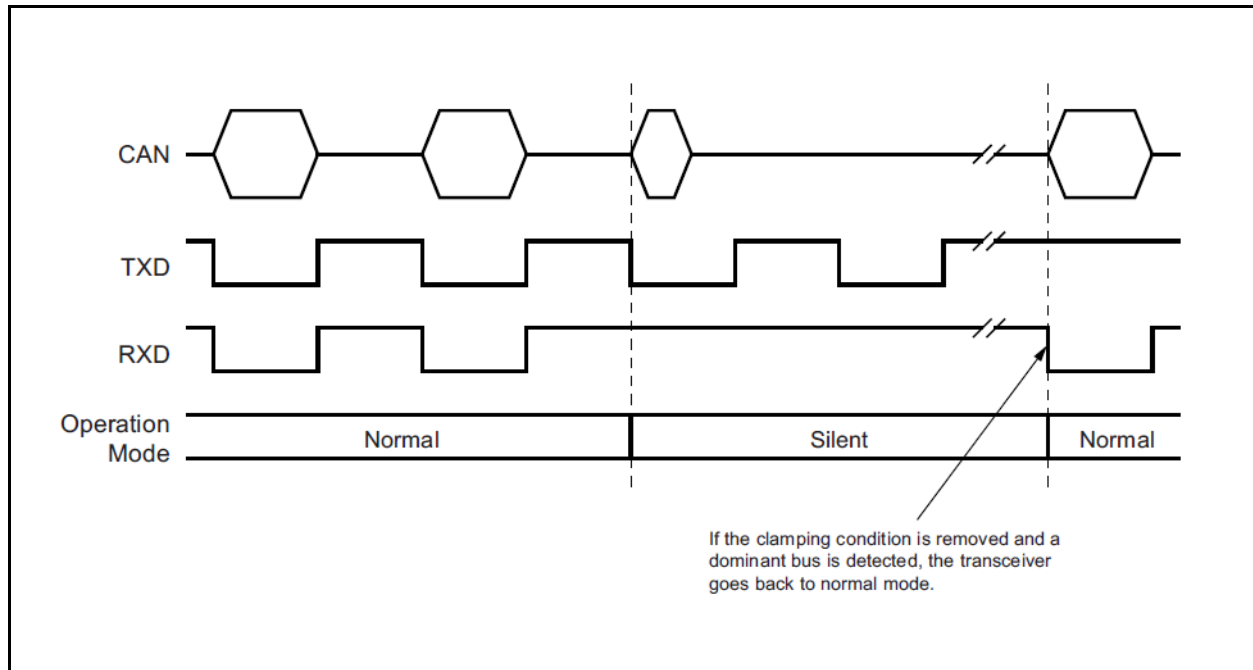 CAN
TXD
RXD
Operation
Mode
Normal
Silent
Normal
If the clamping condition is removed and a
dominant bus is detected, the transceiver
goes back to normal mode.